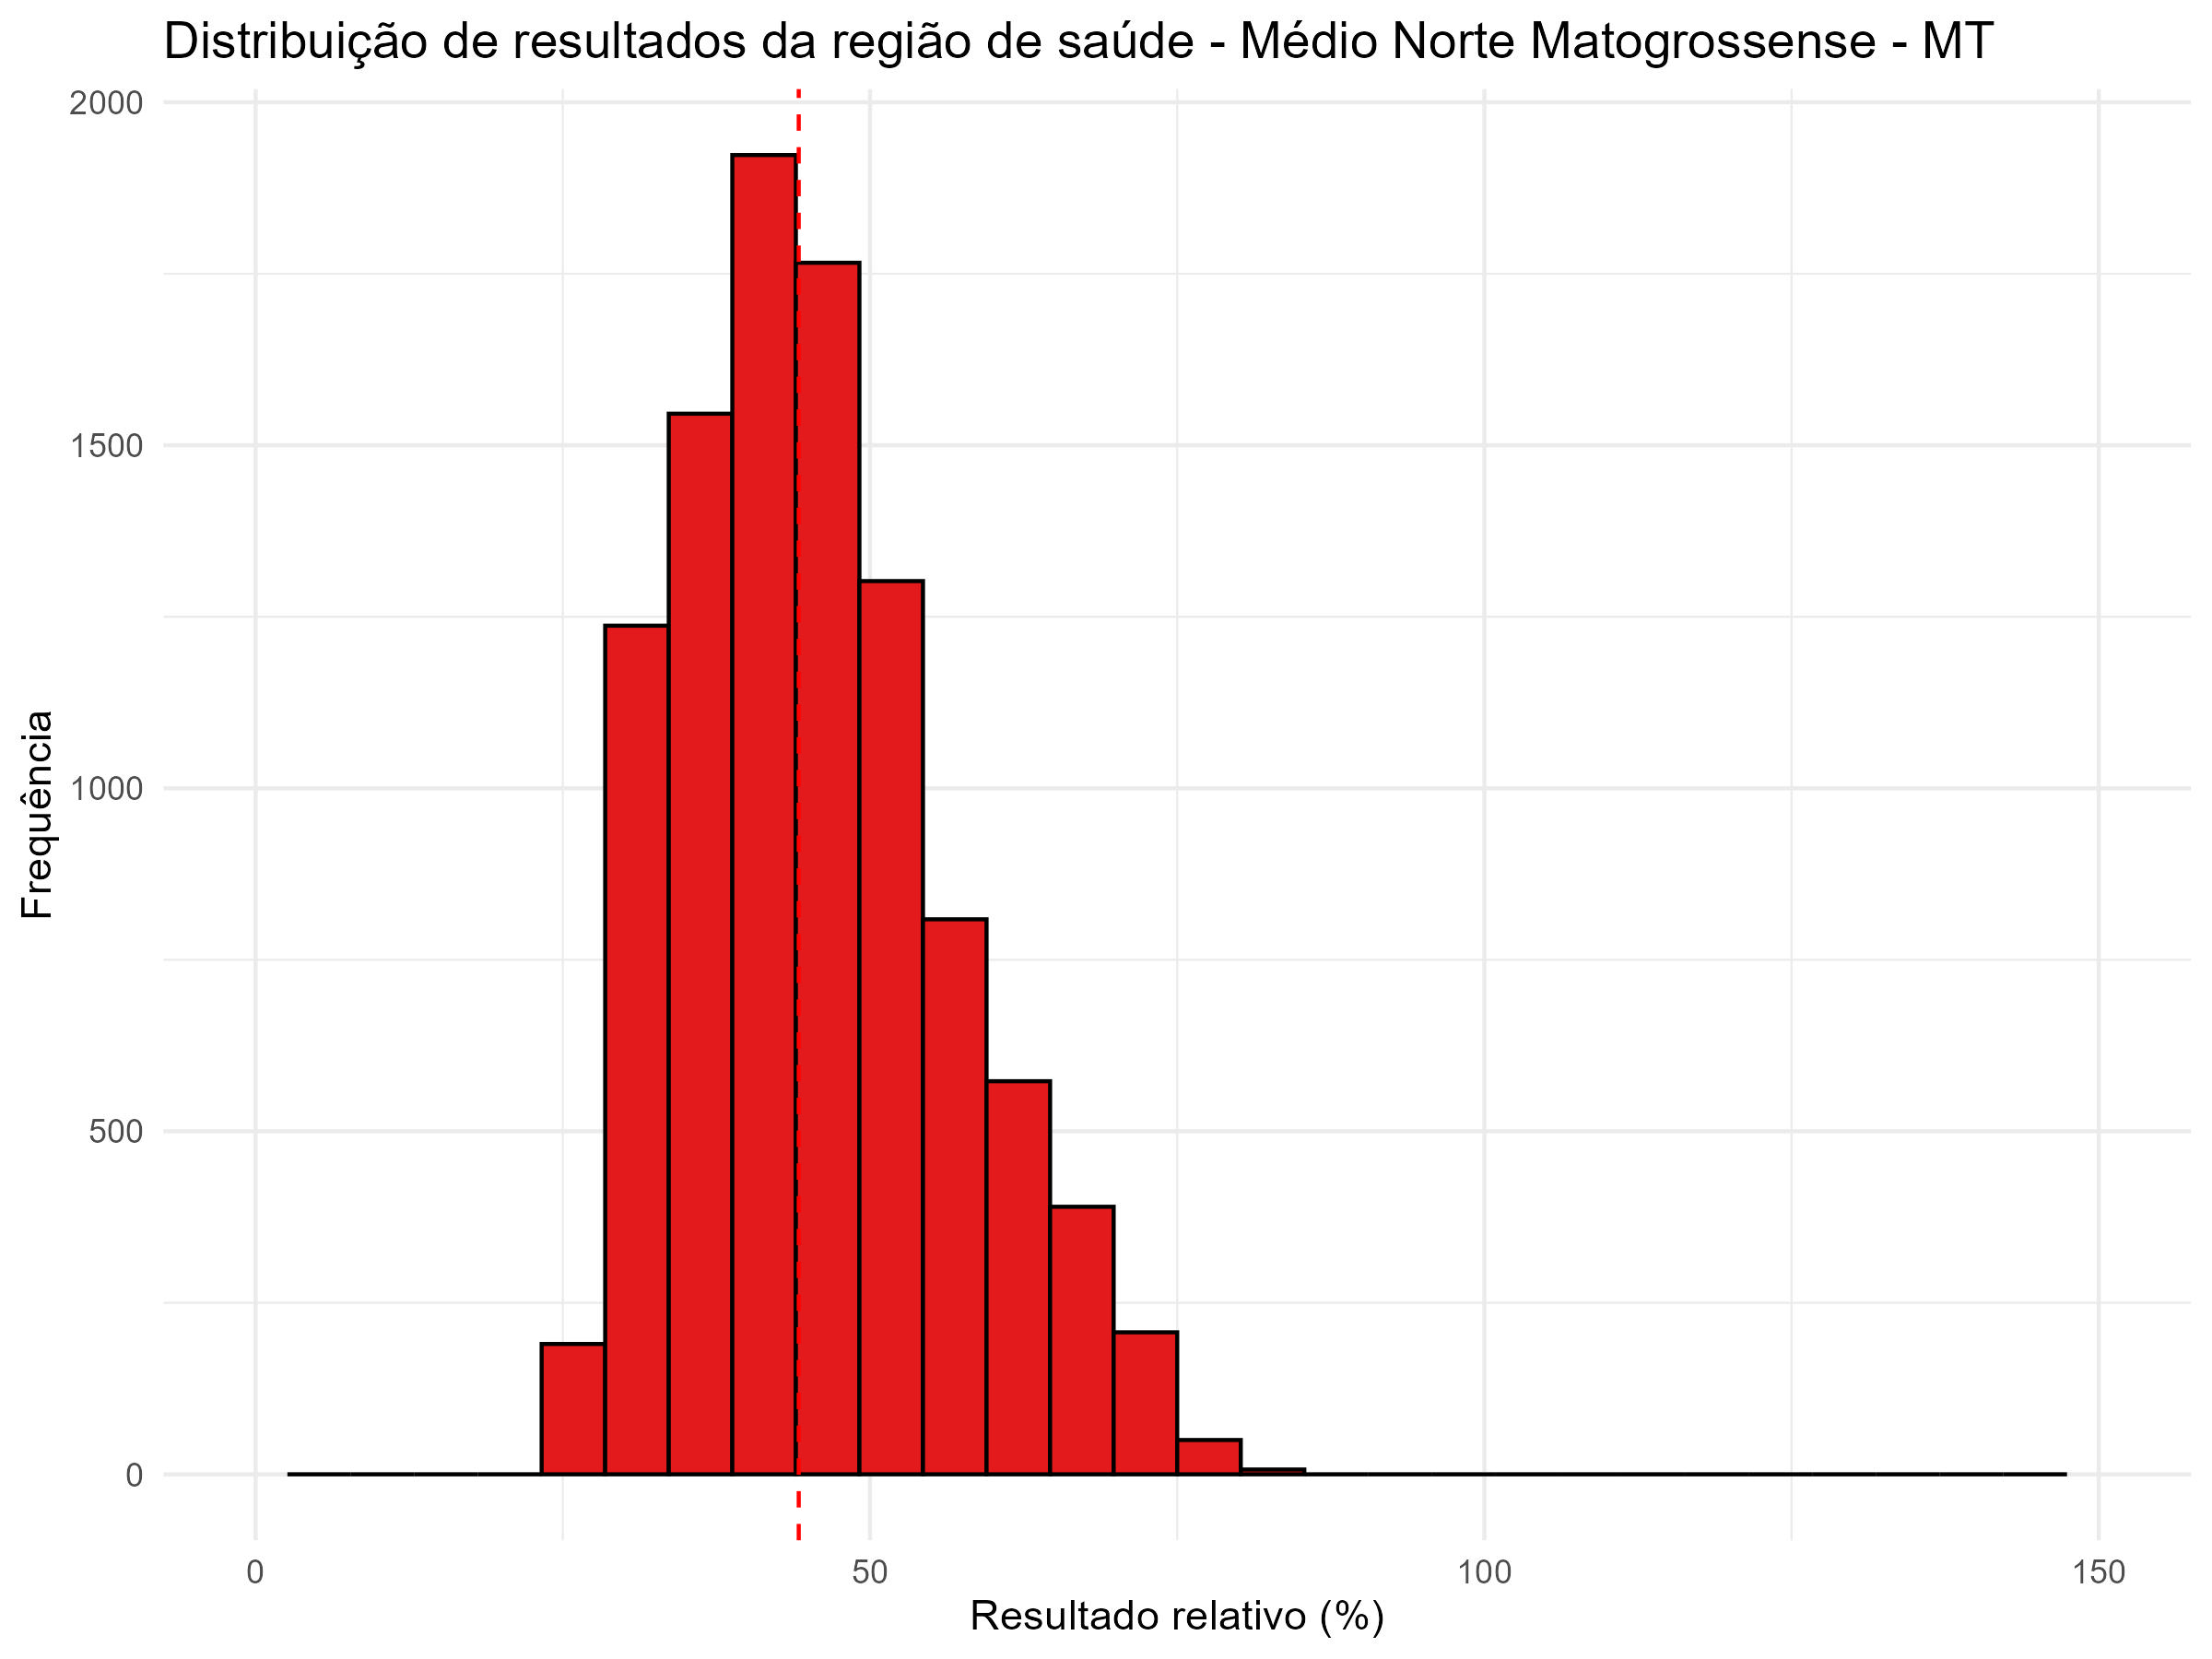 Distribuição de resultados da região de saúde - Médio Norte Matogrossense - MT
2000
1500
1000
500
0
Frequência
0 50 100 150
Resultado relativo (%)